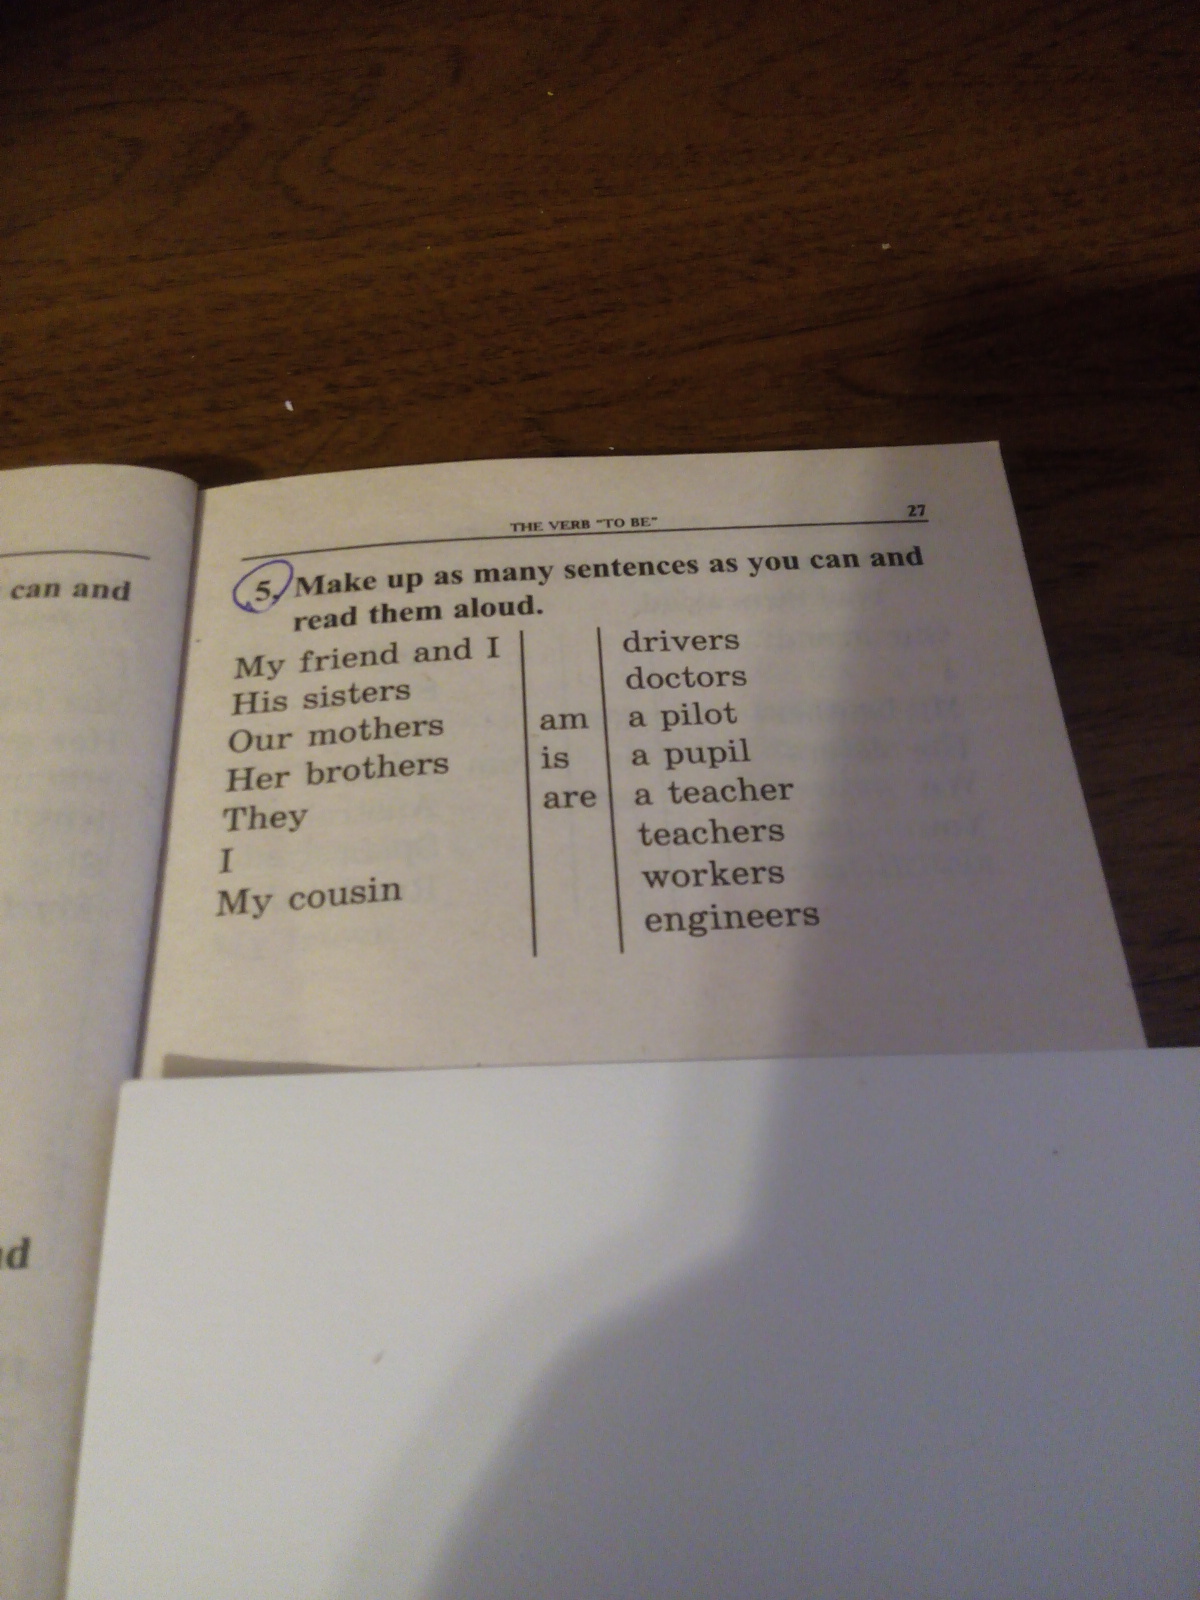 can and
nd
THE VERB "TO BE"
27
5. Make up as many sentences as you can and
read them aloud.
My friend and I
His sisters
Our mothers
Her brothers
They
I
My cousin
am
is
are
drivers
doctors
a pilot
a pupil
a teacher
teachers
workers
engineers